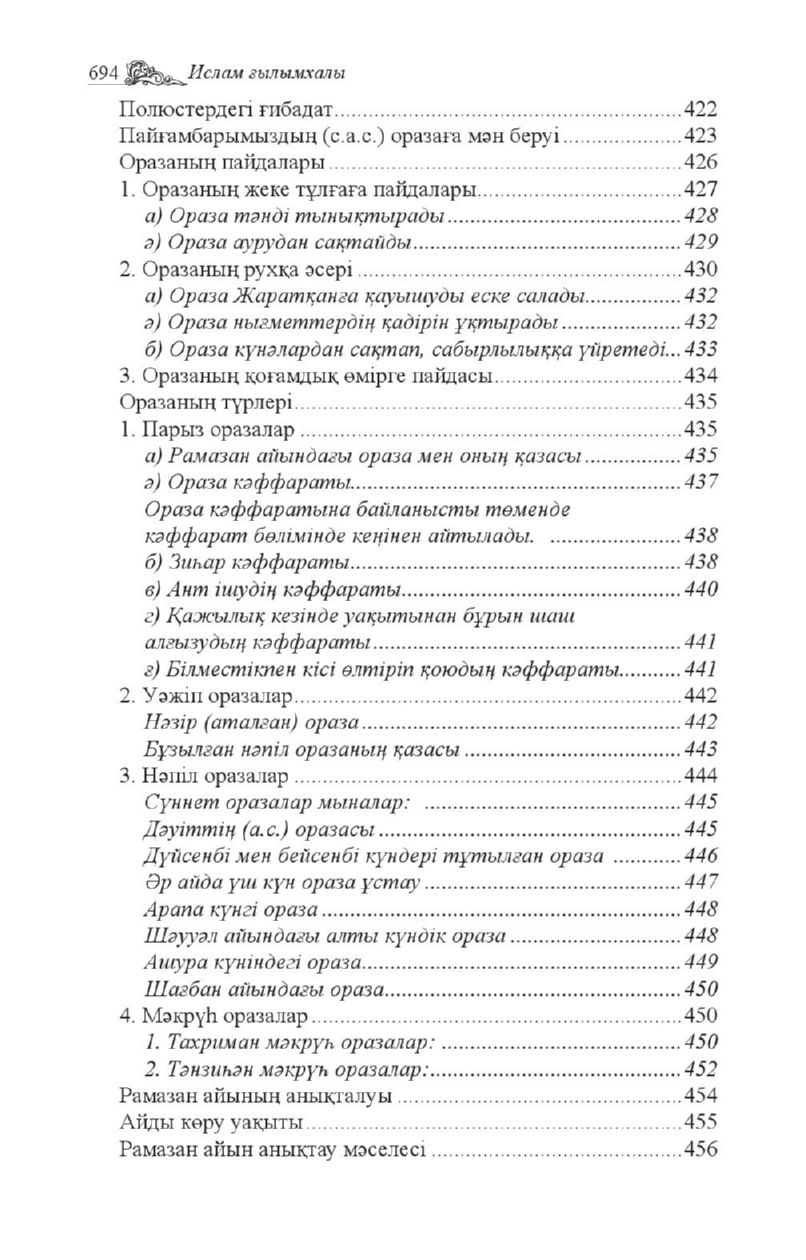 694 Ислам ғылымхалы
Полюстердегі ғибадат..............................422
Пайғамбарымыздың (с.а.с.) оразаға мән беруі..............................423
Оразаның пайдалары..............................426
1. Оразаның жеке тұлғаға пайдалары..............................427
а) Ораза тәнді тынықтырады..............................428
ә) Ораза аурудан сақтайды..............................429
2. Оразаның рухқа әсері..............................430
а) Ораза Жаратқанға қауышуды еске салады..............................432
ә) Ораза нығметтердің қадірін ұқтырады..............................432
б) Ораза күнәлардан сақтап, сабырлылыққа үйретеді...433
3. Оразаның қоғамдық өмірге пайдасы..............................434
Оразаның түрлері..............................435
1. Парыз оразалар..............................435
а) Рамазан айындағы ораза мен оның қазасы..............................435
ә) Ораза кәффараты..............................437
Ораза кәффаратына байланысты төменде
кәффарат бөлімінде кеңінен айтылады. ..............................438
б) Зиһар кәффараты..............................438
в) Ант ішудің кәффараты..............................440
г) Қажылық кезінде уақытынан бұрын шаш
алғызудың кәффараты..............................441
ғ) Білместікпен кісі өлтіріп қоюдың кәффараты...........441
2. Уәжіп оразалар..............................442
Нәзір (аталған) ораза..............................442
Бұзылған нәпіл оразаның қазасы..............................443
3. Нәпіл оразалар..............................444
Сүннет оразалар мыналар: ..............................445
Дәуіттің (а.с.) оразасы..............................445
Дүйсенбі мен бейсенбі күндері тұтылған ораза ............446
Әр айда үш күн ораза ұстау..............................447
Арапа күнгі ораза..............................448
Шәууәл айындағы алты күндік ораза..............................448
Ашура күніндегі ораза..............................449
Шағбан айындағы ораза..............................450
4. Мәкрүһ оразалар..............................450
1. Тахриман мәкрүһ оразалар: ..............................450
2. Тәнзиһән мәкрүһ оразалар:..............................452
Рамазан айының анықталуы..............................454
Айды көру уақыты..............................455
Рамазан айын анықтау мәселесі..............................456